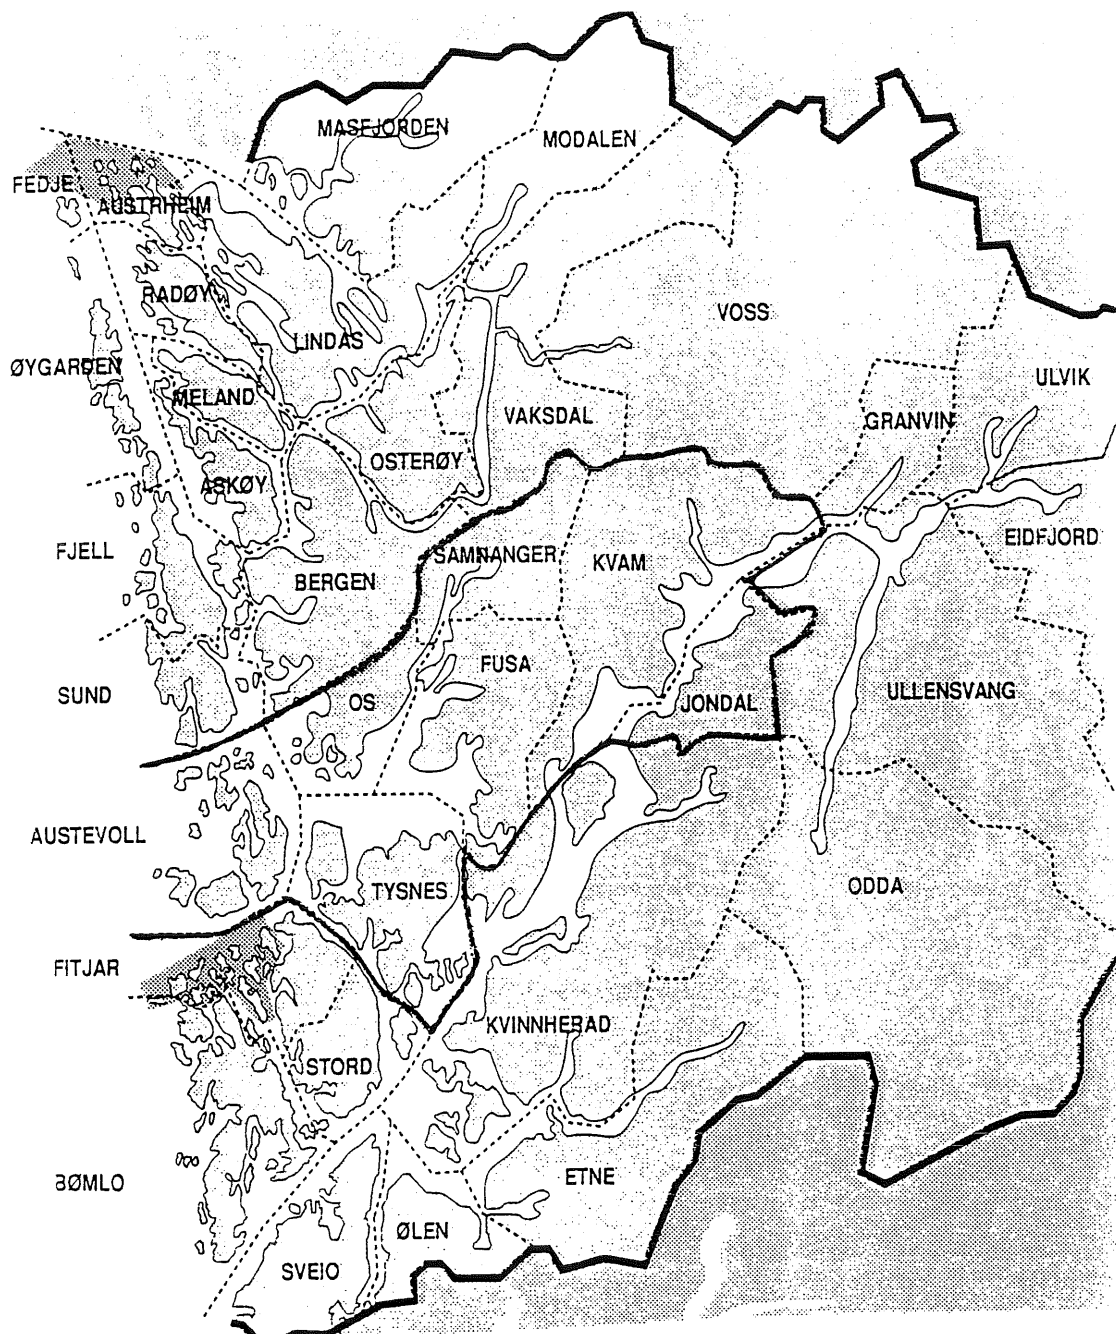 MASFJORDEN
MODALEN
FEDJE
AUSTRHEIM
RADØY
VOSS
LINDAS
ØYGARDEN
ULVIK
MELAND
VAKSDAL
GRANVIN
OSTERØY
ASKØY
EIDFJORD
FJELL
SAMNANGER
KVAM
BERGEN
FUSA
ULLENSVANG
SUND
OS
JONDAL
AUSTEVOLL
ODDA
TYSNES
FITJAR
KVINNHERAD
STORD
ETNE
BØMLO
ØLEN
SVEIO